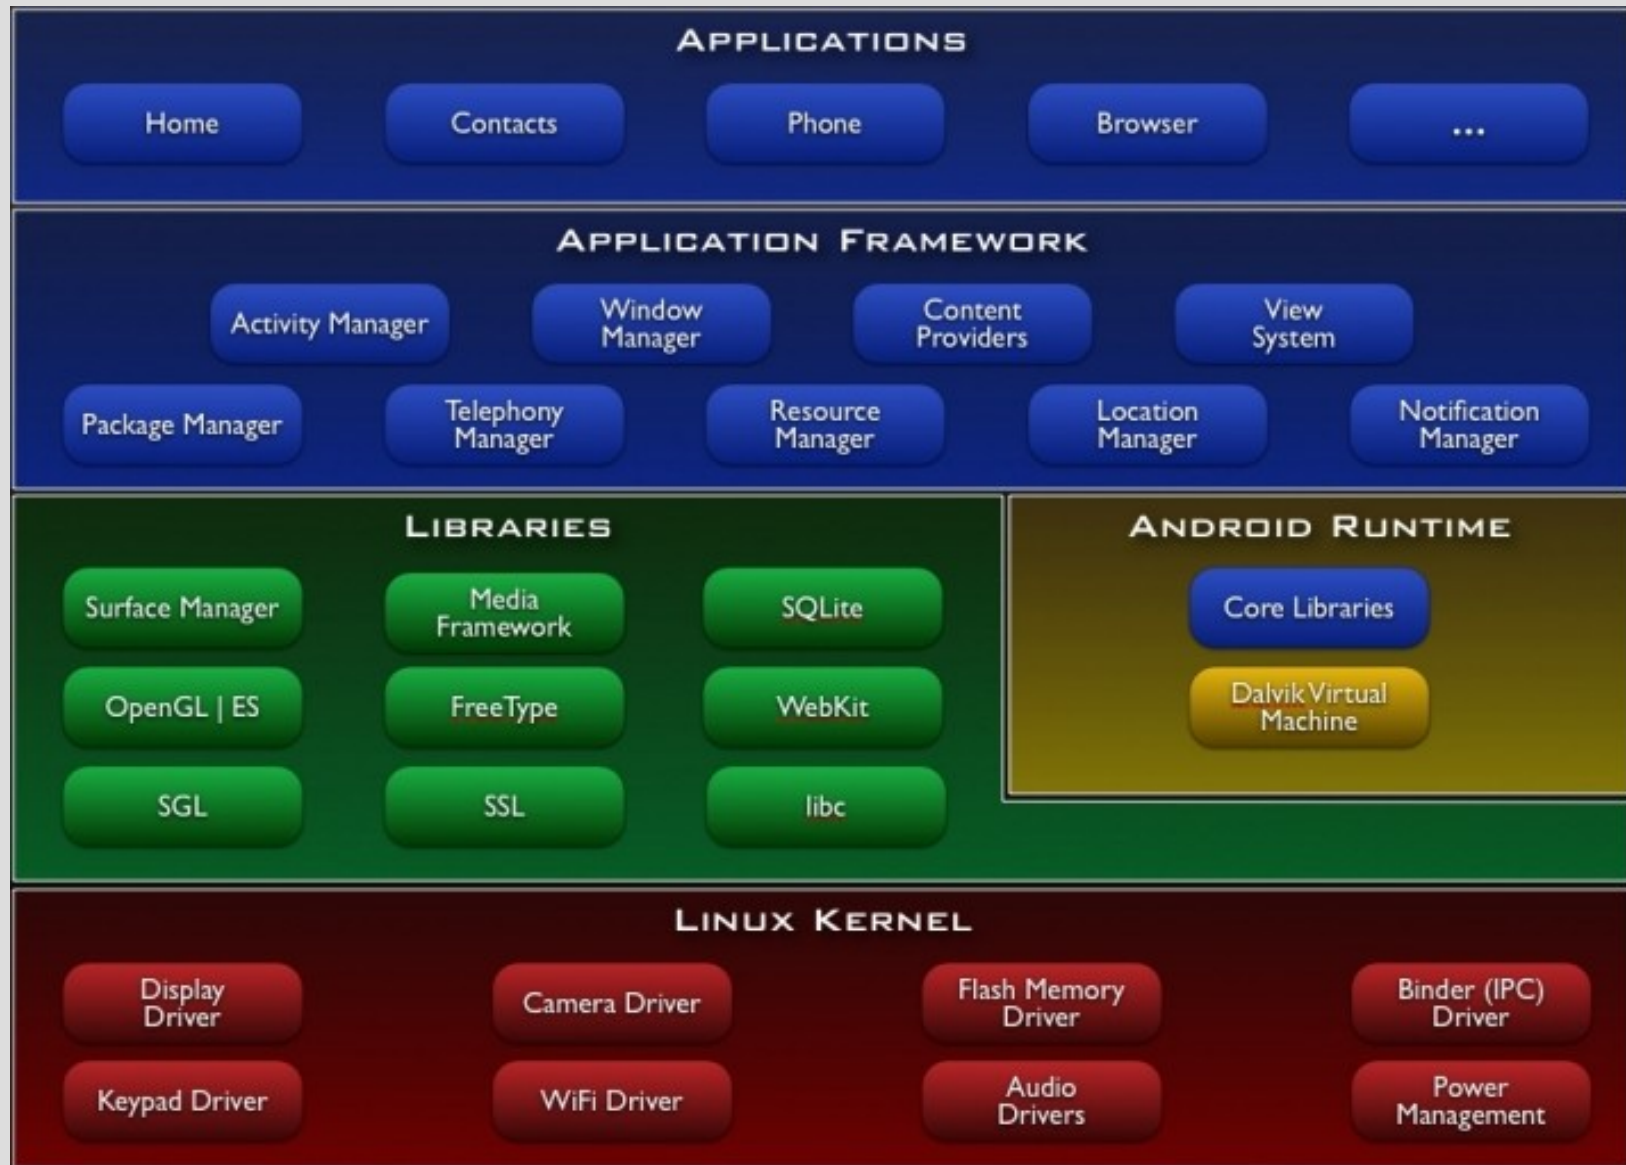 APPLICATIONS
Home
Contacts
Phone
Browser
...
APPLICATION FRAMEWORK
Activity Manager
Window
Manager
Content
Providers
View
System
Package Manager
Telephony
Manager
Resource
Manager
Location
Manager
Notification
Manager
LIBRARIES
Surface Manager
Media
Framework
SQLite
OpenGL | ES
FreeType
WebKit
SGL
SSL
libc
ANDROID RUNTIME
Core Libraries
Dalvik Virtual
Machine
LINUX KERNEL
Display
Driver
Camera Driver
Flash Memory
Driver
Binder (IPC)
Driver
Keypad Driver
WiFi Driver
Audio
Drivers
Power
Management